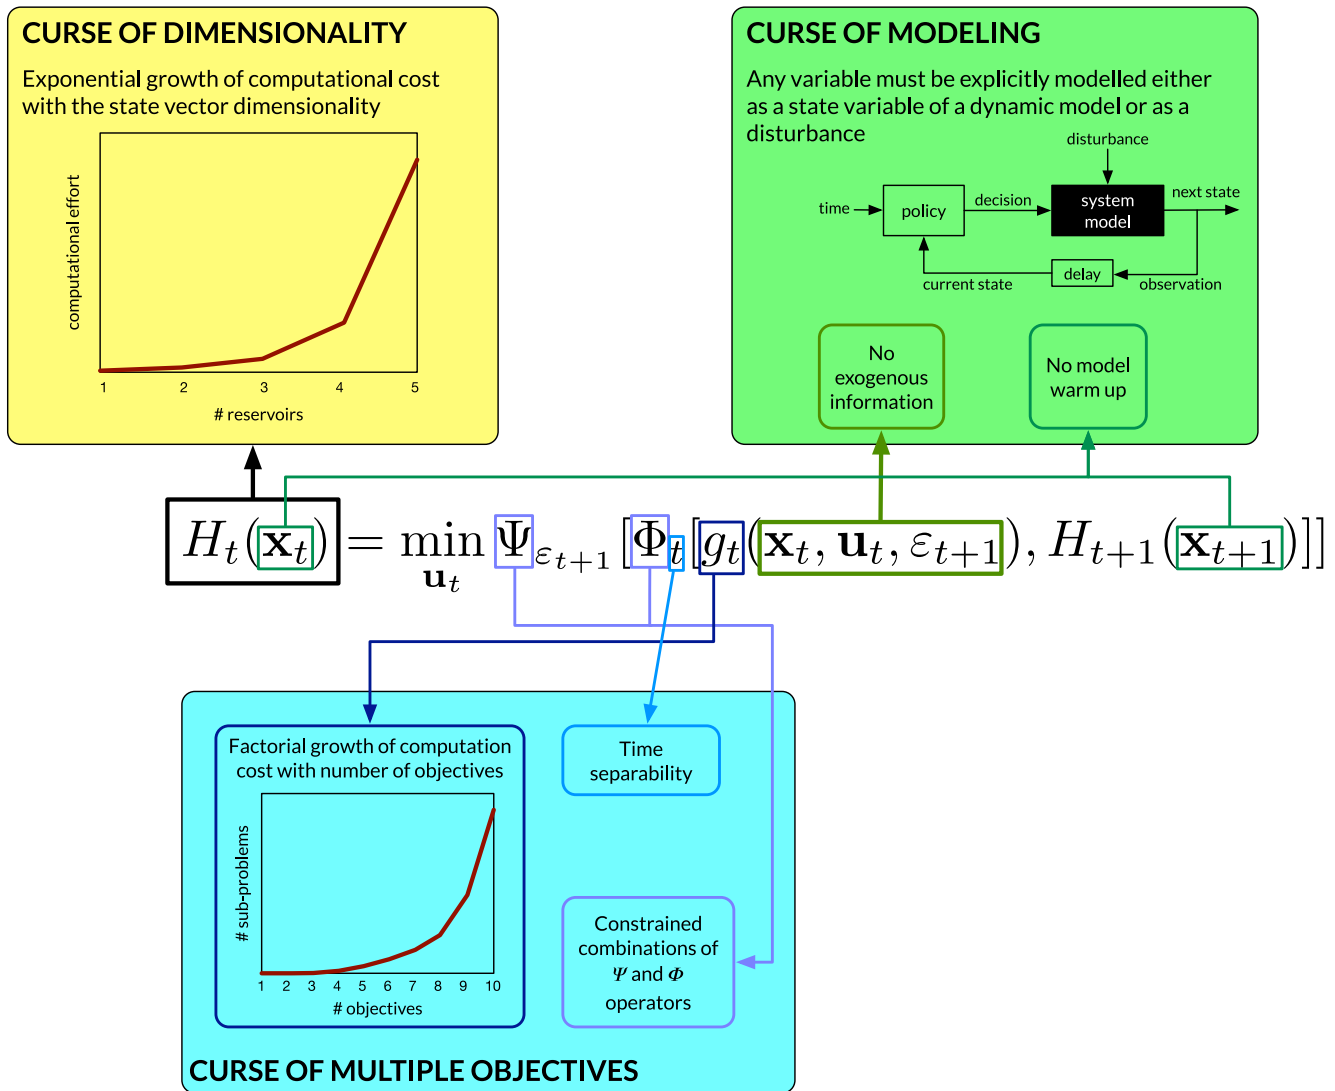 CURSE OF DIMENSIONALITY
Exponential growth of computational cost
with the state vector dimensionality
computational effort
1 2 3 4 5
# reservoirs
CURSE OF MODELING
Any variable must be explicitly modelled either
as a state variable of a dynamic model or as a
disturbance
disturbance
time
policy
decision
system
model
next state
current state
delay
observation
No
exogenous
information
No model
warm up
H_t(x_t) = min_{u_t} Ψ_{ε_{t+1}} [Φ_t [g_t(x_t, u_t, ε_{t+1}), H_{t+1}(x_{t+1})]]
Factorial growth of computation
cost with number of objectives
# sub-problems
1 2 3 4 5 6 7 8 9 10
# objectives
Time
separability
Constrained
combinations of
Ψ and Φ
operators
CURSE OF MULTIPLE OBJECTIVES